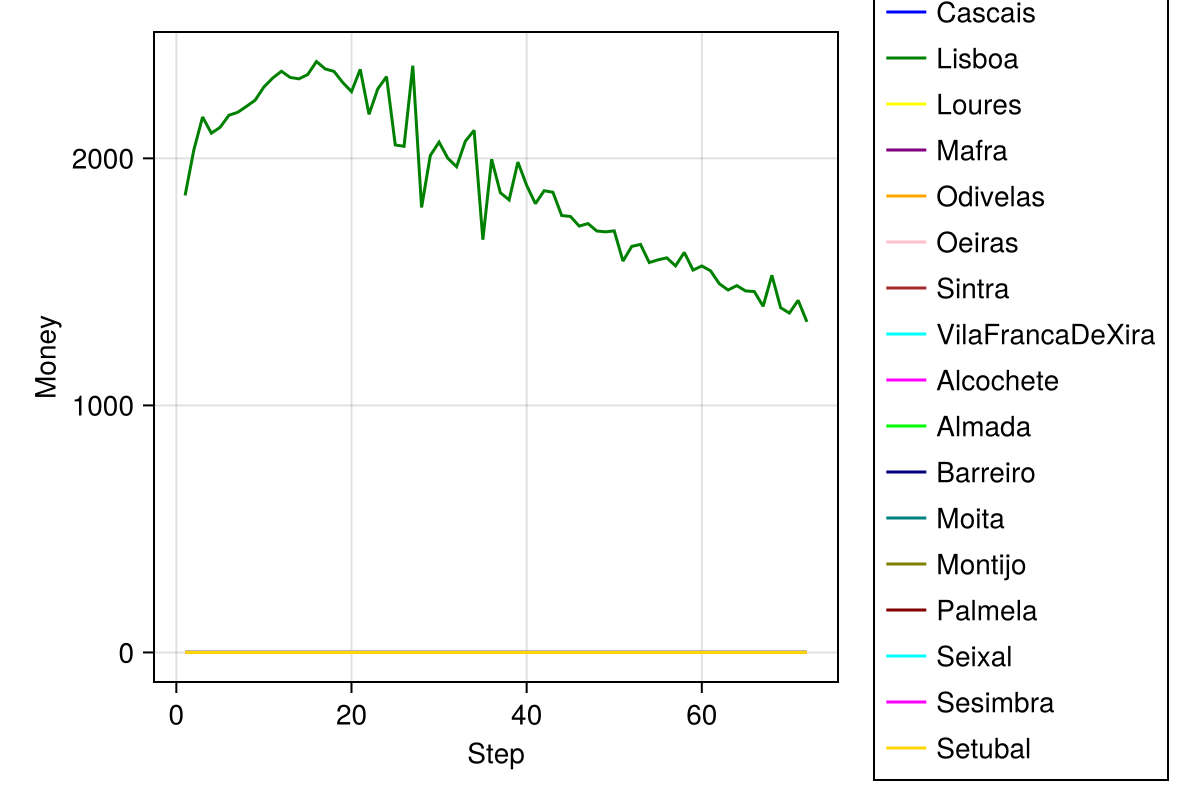 Cascais
Lisboa
Loures
Mafra
Odivelas
Oeiras
Sintra
VilaFrancaDeXira
Alcochete
Almada
Barreiro
Moita
Montijo
Palmela
Seixal
Sesimbra
Setubal
2000
1000
0
Money
0 20 40 60
Step